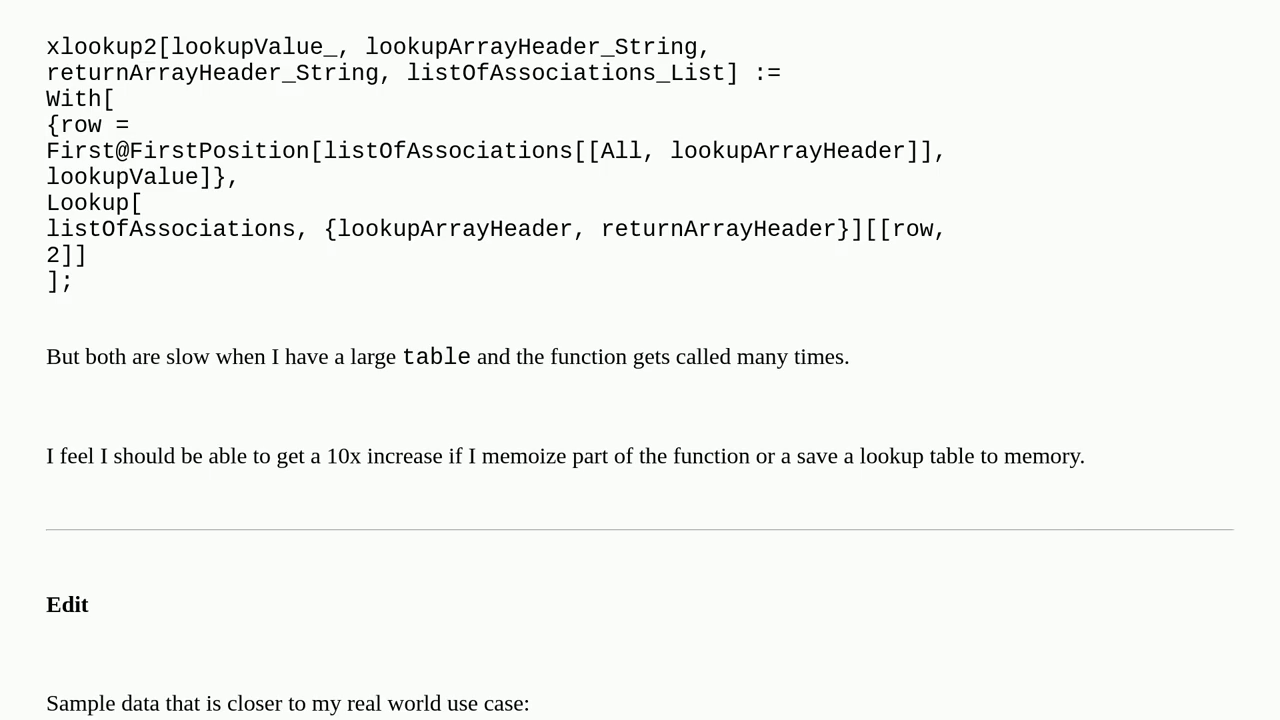 xlookup2[lookupValue_, lookupArrayHeader_String,
returnArrayHeader_String, listOfAssociations_List] :=
With[
{row =
First@FirstPosition[listOfAssociations[[All, lookupArrayHeader]],
lookupValue]},
Lookup[
listOfAssociations, {lookupArrayHeader, returnArrayHeader}][[row,
2]]
];
But both are slow when I have a large table and the function gets called many times.
I feel I should be able to get a 10x increase if I memoize part of the function or a save a lookup table to memory.
Edit
Sample data that is closer to my real world use case: